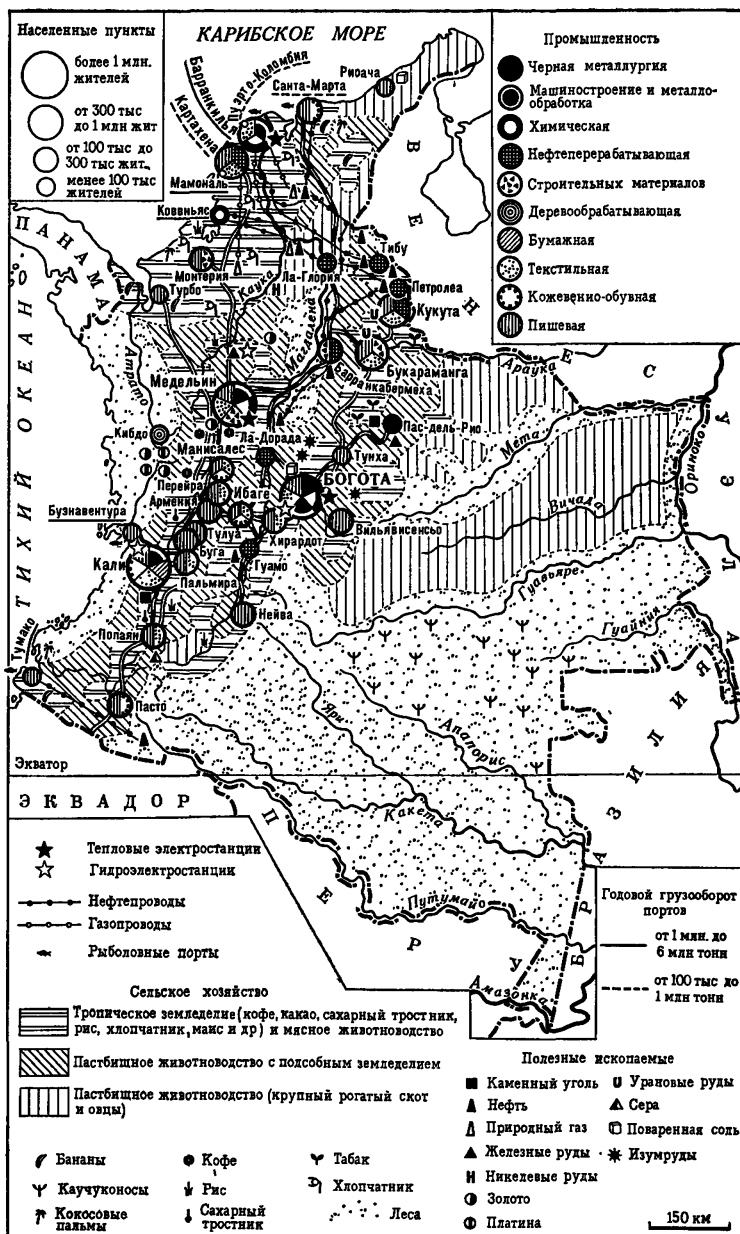 Населенные пункты
более 1 млн.
жителей
от 300 тыс
до 1 млн жит
от 100 тыс до
300 тыс жит.
менее 100 тыс
жителей
КАРИБСКОЕ МОРЕ
Промышленность
Черная металлургия
Машиностроение и металло-
обработка
Химическая
Нефтеперерабатывающая
Строительных материалов
Деревообрабатывающая
Бумажная
Текстильная
Кожевенно-обувная
Пищевая
Барранкилья
Пуэрто-Коломбия
Картахена
Санта-Марта
Риоача
Мамональ
Ковеньяс
ПАНАМА
Монтерия
Турбо
Каука
Ла-Глория
Магдалена
Тибу
Петролеа
Кукута
ВЕНЕСУЭЛА
Атрато
Медельин
Барранкабермеха
Букараманга
Араука
Кибдо
Манисалес
Ла-Дорада
Пас-дель-Рио
Тунха
Мета
Ориноко
Перейра
Армения
Ибаге
БОГОТА
Вичада
Буэнавентура
Тулуа
Буга
Хирардот
Вильявисенсьо
Кали
Пальмира
Гуамо
Гуавьяре
Гуайния
ТИХИЙ ОКЕАН
Нейва
Попаян
Тумако
Пасто
Яри
Апапорис
Экватор
ЭКВАДОР
Какета
БРАЗИЛИЯ
Путумайо
ПЕРУ
Амазонка
Тепловые электростанции
Гидроэлектростанции
Нефтепроводы
Газопроводы
Рыболовные порты
Годовой грузооборот
портов
от 1 млн. до
6 млн тонн
от 100 тыс до
1 млн тонн
Сельское хозяйство
Тропическое земледелие (кофе, какао, сахарный тростник,
рис, хлопчатник, маис и др) и мясное животноводство
Пастбищное животноводство с подсобным земледелием
Пастбищное животноводство (крупный рогатый скот
и овцы)
Бананы
Каучуконосы
Кокосовые
пальмы
Кофе
Рис
Сахарный
тростник
Табак
Хлопчатник
Леса
Полезные ископаемые
Каменный уголь
Нефть
Природный газ
Железные руды
Никелевые руды
Золото
Платина
Урановые руды
Сера
Поваренная соль
Изумруды
150 км